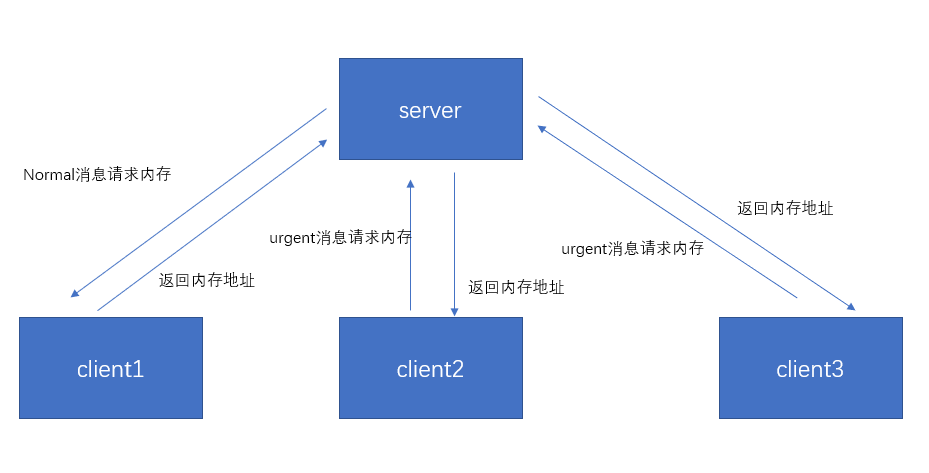 server
Normal消息请求内存
返回内存地址
urgent消息请求内存
返回内存地址
urgent消息请求内存
返回内存地址
client1
client2
client3